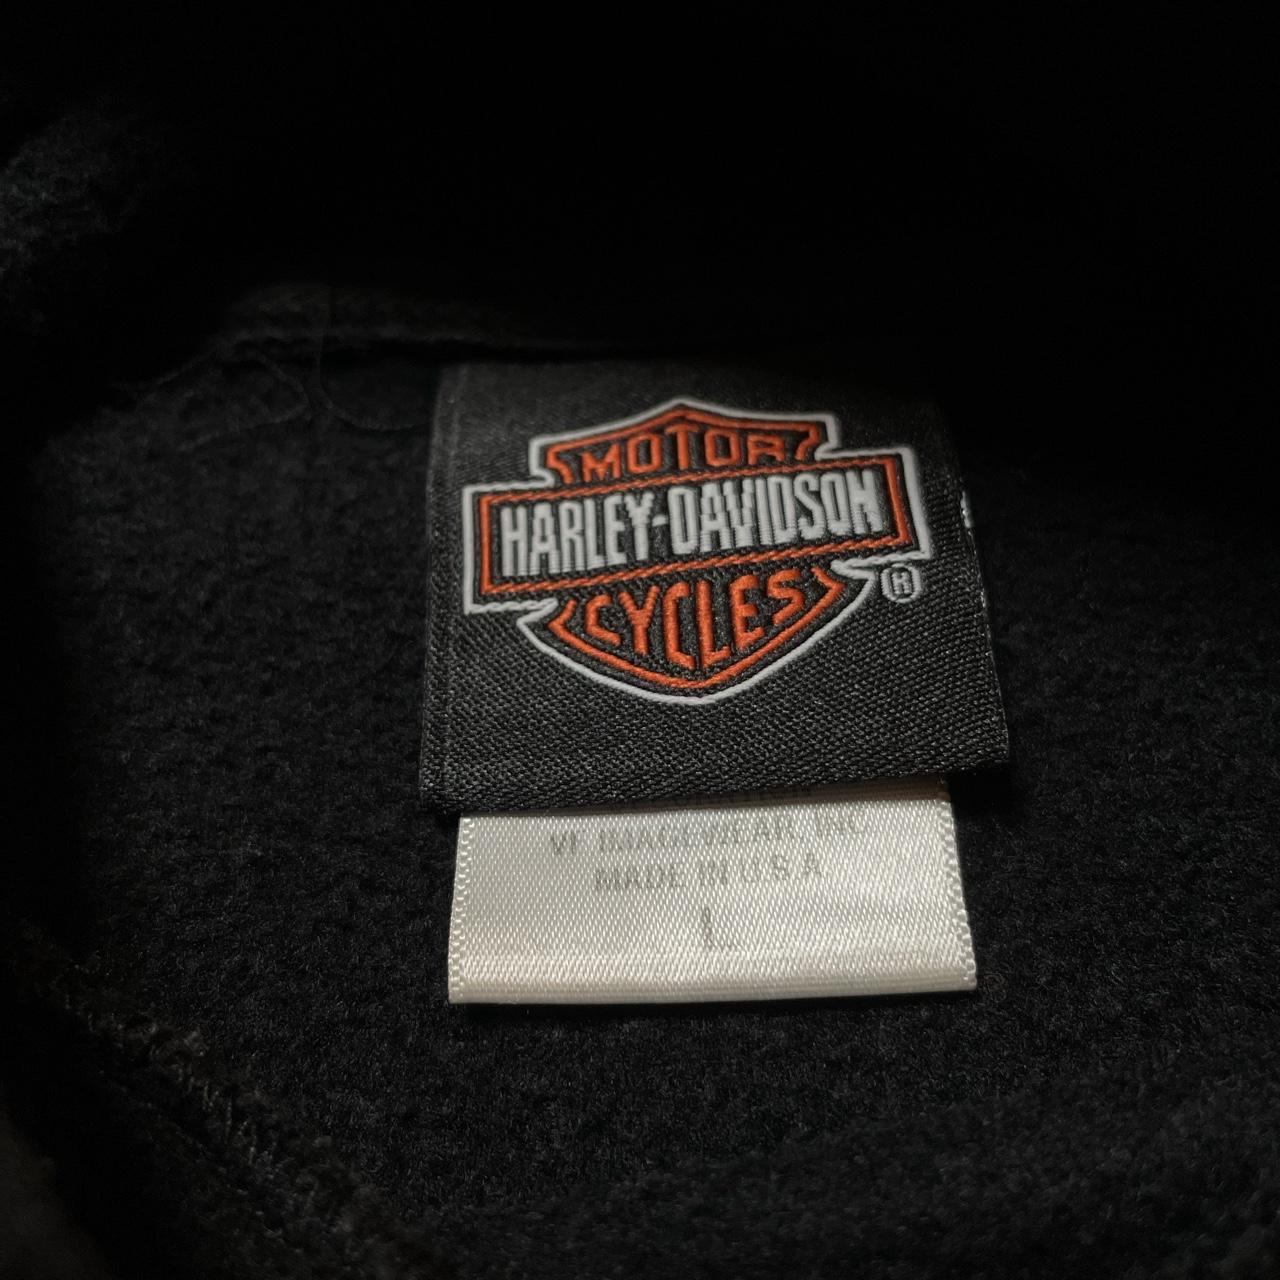 MOTOR
HARLEY-DAVIDSON
CYCLES
®
VF IMAGEWEAR INC
MADE IN U S A
L